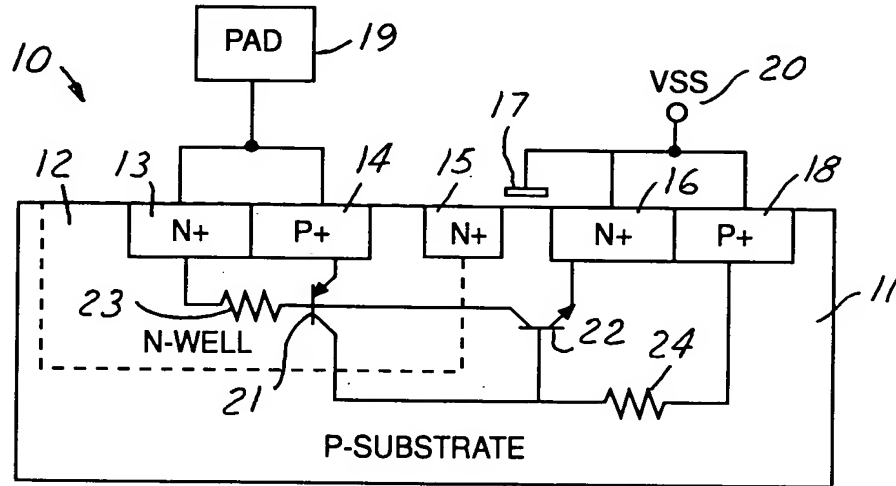 PAD
19
10
VSS
20
17
12
13
14
15
16
18
N+
P+
N+
N+
P+
11
23
22
24
N-WELL
21
P-SUBSTRATE